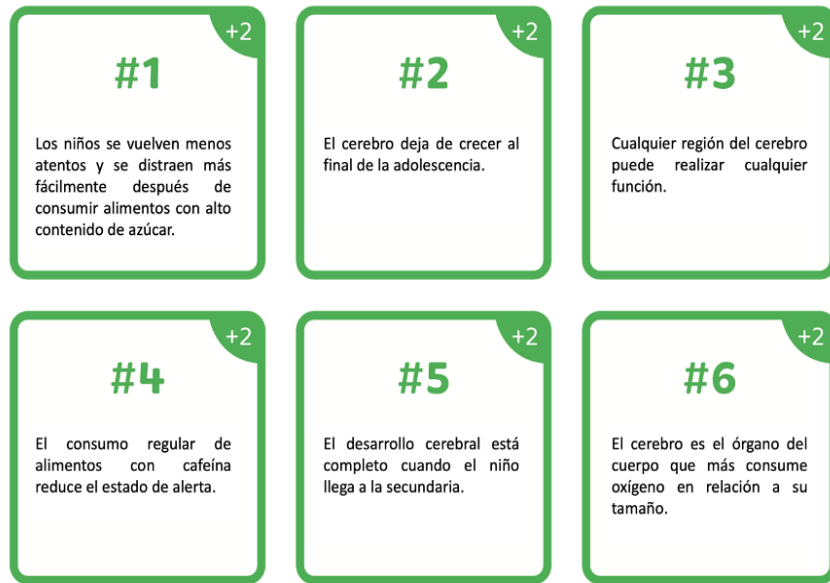 +2
#1
Los niños se vuelven menos
atentos y se distraen más
fácilmente después de
consumir alimentos con alto
contenido de azúcar.
+2
#2
El cerebro deja de crecer al
final de la adolescencia.
+2
#3
Cualquier región del cerebro
puede realizar cualquier
función.
+2
#4
El consumo regular de
alimentos con cafeína
reduce el estado de alerta.
+2
#5
El desarrollo cerebral está
completo cuando el niño
llega a la secundaria.
+2
#6
El cerebro es el órgano del
cuerpo que más consume
oxígeno en relación a su
tamaño.